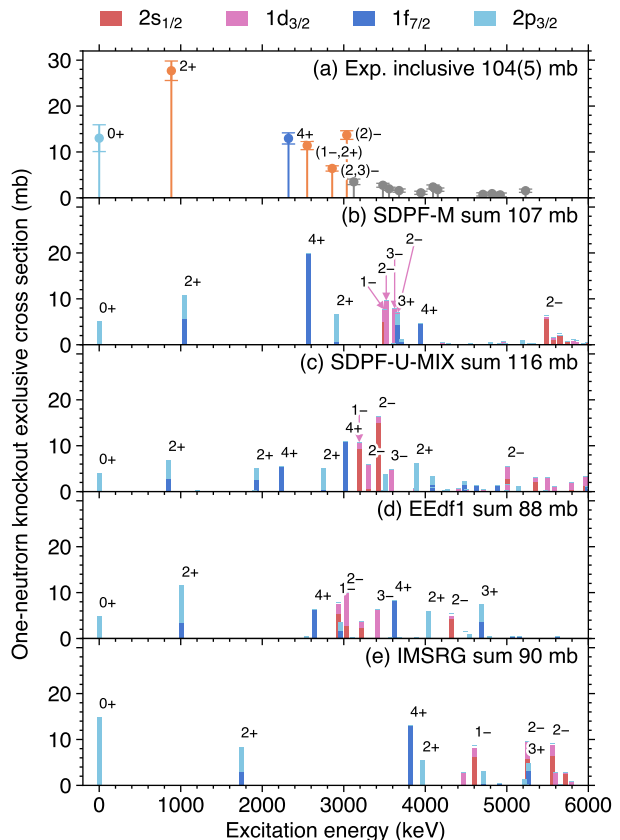 2s1/2 1d3/2 1f7/2 2p3/2
One-neutrorn knockout exclusive cross section (mb)
(a) Exp. inclusive 104(5) mb
30
20
10
0
0+ 2+ 4+ (1−,2+) (2,3)− (2)−
(b) SDPF-M sum 107 mb
20
10
0
0+ 2+ 4+ 2+ 1− 2− 3− 2− 3+ 4+ 2−
(c) SDPF-U-MIX sum 116 mb
20
10
0
0+ 2+ 2+ 4+ 2+ 4+ 1− 2− 2− 3− 2+ 2−
(d) EEdf1 sum 88 mb
20
10
0
0+ 2+ 4+ 1− 2− 3− 4+ 2+ 2− 3+
(e) IMSRG sum 90 mb
20
10
0
0+ 2+ 4+ 2+ 1− 2− 3+ 2−
0 1000 2000 3000 4000 5000 6000
Excitation energy (keV)